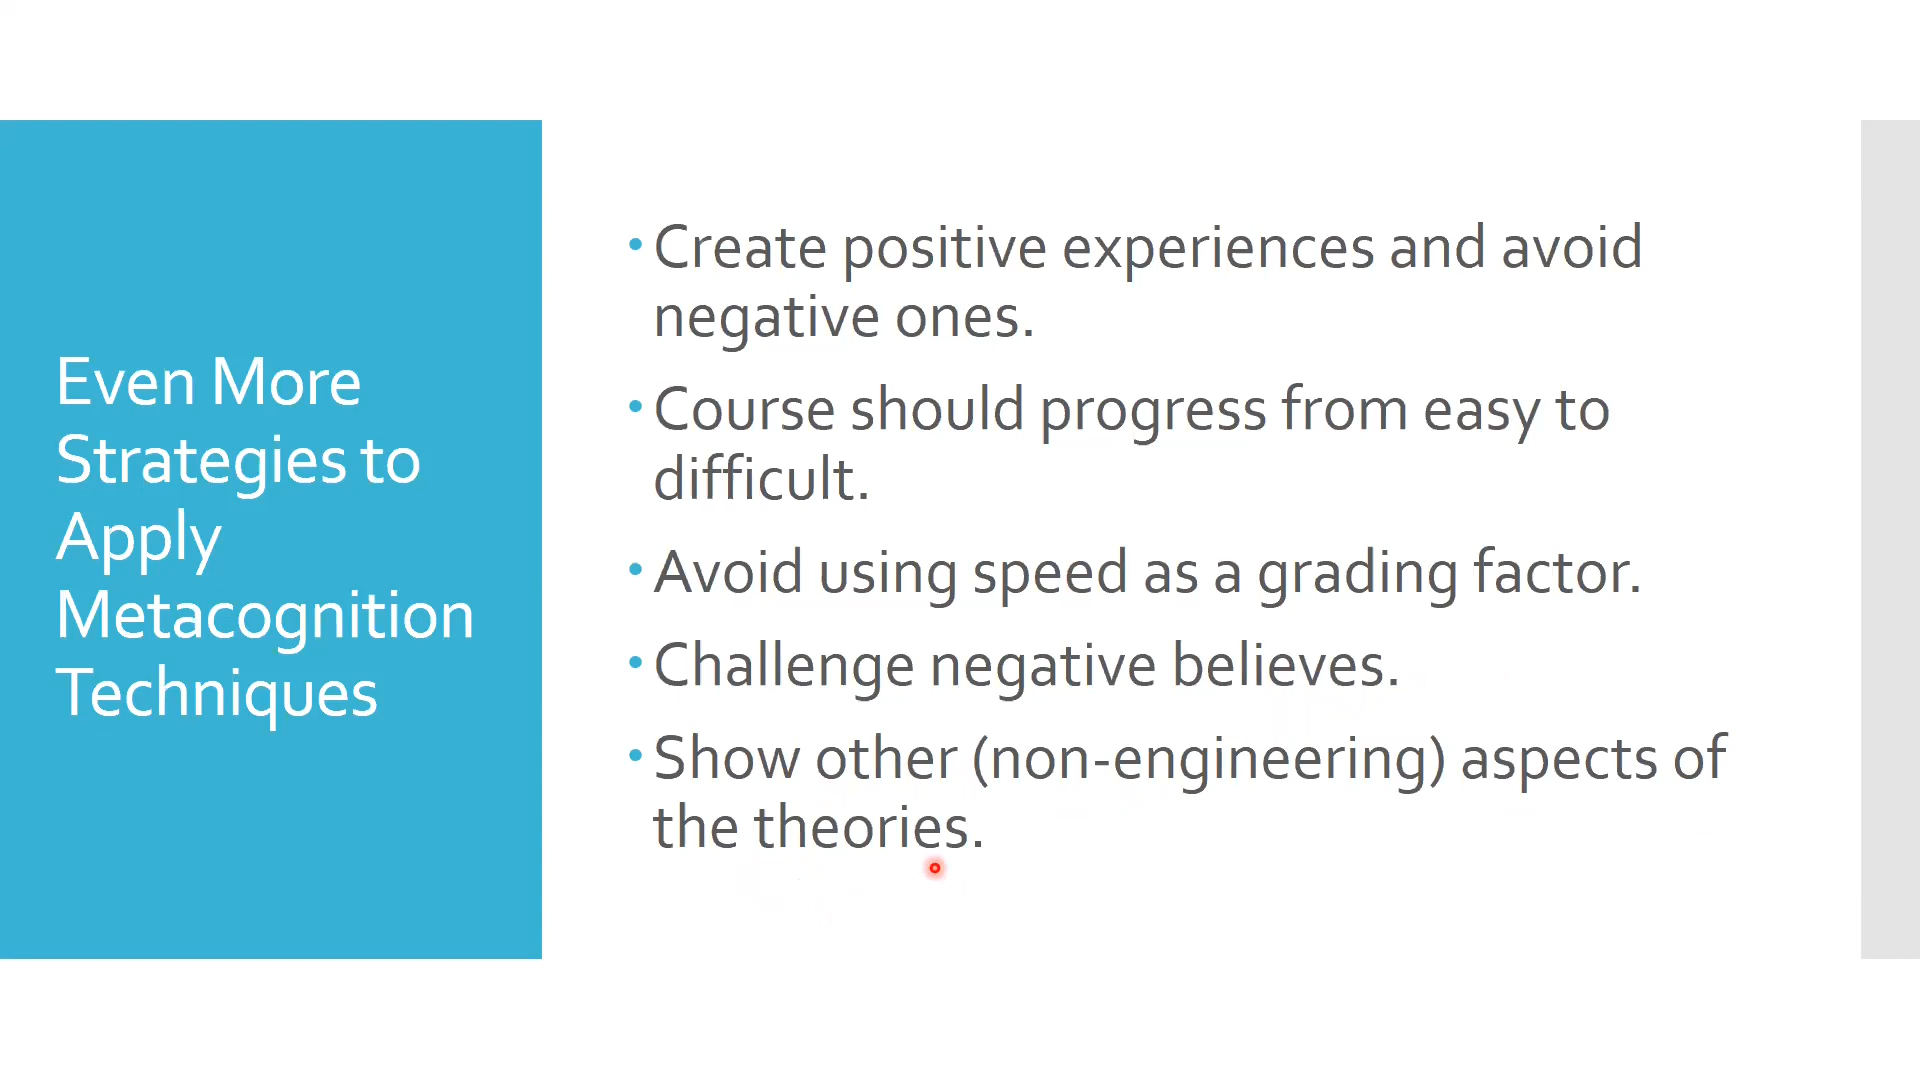 Even More
Strategies to
Apply
Metacognition
Techniques
• Create positive experiences and avoid
negative ones.
• Course should progress from easy to
difficult.
• Avoid using speed as a grading factor.
• Challenge negative believes.
• Show other (non-engineering) aspects of
the theories.